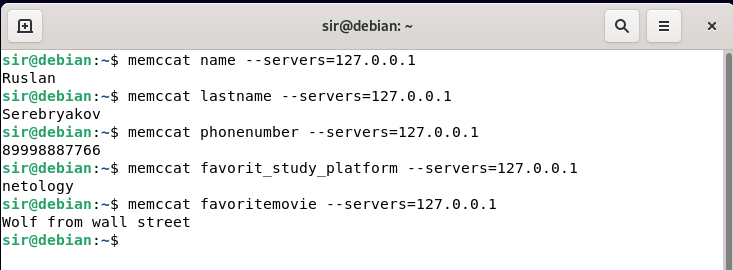 sir@debian: ~
sir@debian:~$ memccat name --servers=127.0.0.1
Ruslan
sir@debian:~$ memccat lastname --servers=127.0.0.1
Serebryakov
sir@debian:~$ memccat phonenumber --servers=127.0.0.1
89998887766
sir@debian:~$ memccat favorit_study_platform --servers=127.0.0.1
netology
sir@debian:~$ memccat favoritemovie --servers=127.0.0.1
Wolf from wall street
sir@debian:~$